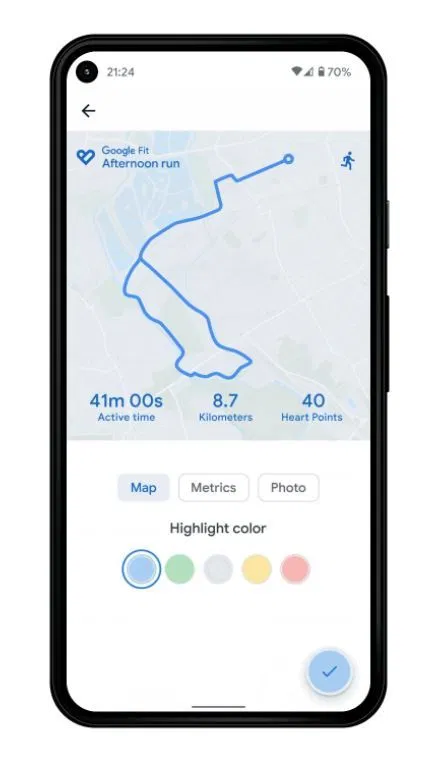 21:24
70%
Google Fit
Afternoon run
41m 00s
8.7
40
Active time
Kilometers
Heart Points
Map
Metrics
Photo
Highlight color